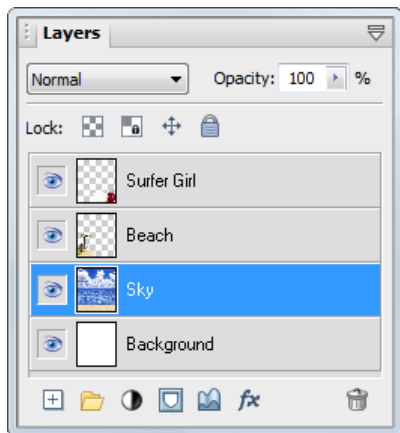 Layers
Normal Opacity: 100 %
Lock:
Surfer Girl
Beach
Sky
Background
fx